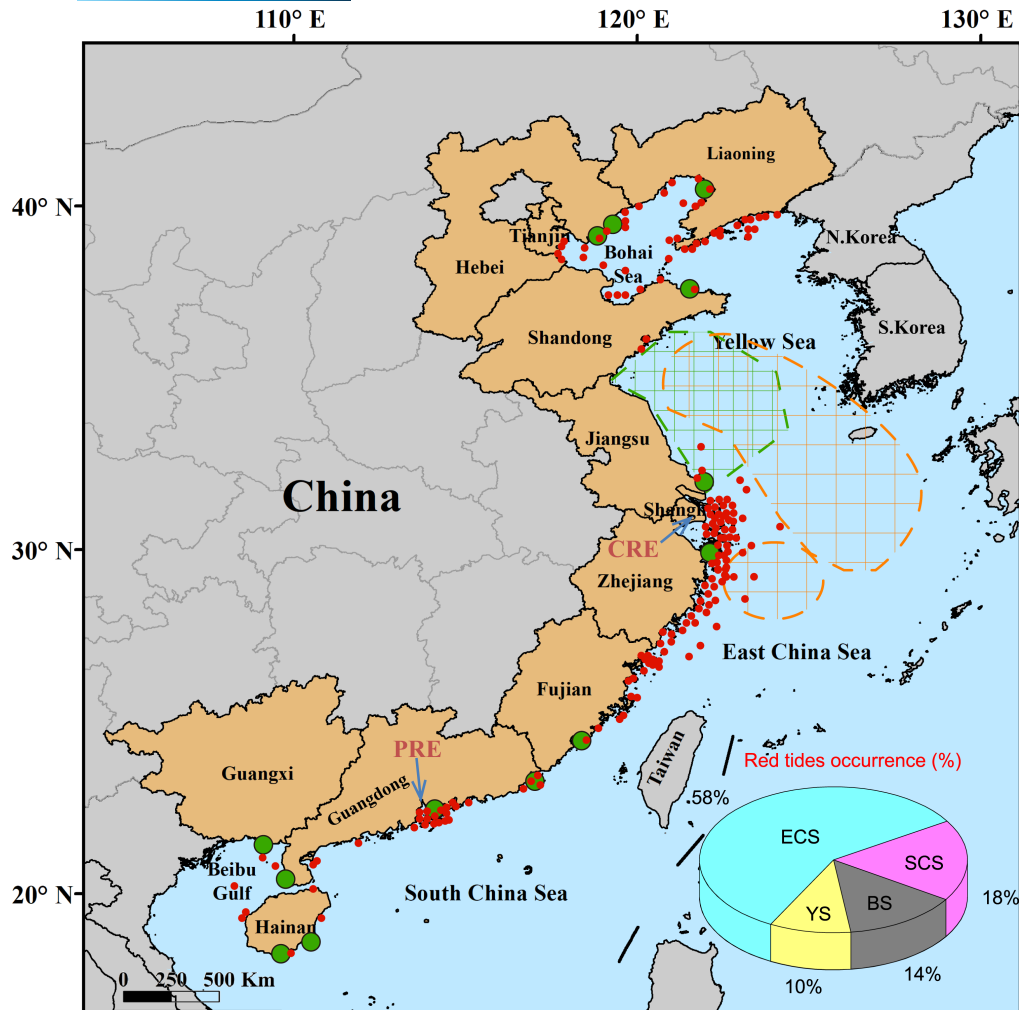 110° E 120° E 130° E
40° N
30° N
20° N
Liaoning
Tianjin
Hebei
Bohai
Sea
N.Korea
S.Korea
Shandong
Yellow Sea
Jiangsu
China
Shangh
CRE
Zhejiang
East China Sea
Fujian
Taiwan
PRE
Guangxi
Guangdong
Beibu
Gulf
Hainan
South China Sea
0 250 500 Km
Red tides occurrence (%)
58%
ECS
SCS
18%
YS
BS
10%
14%